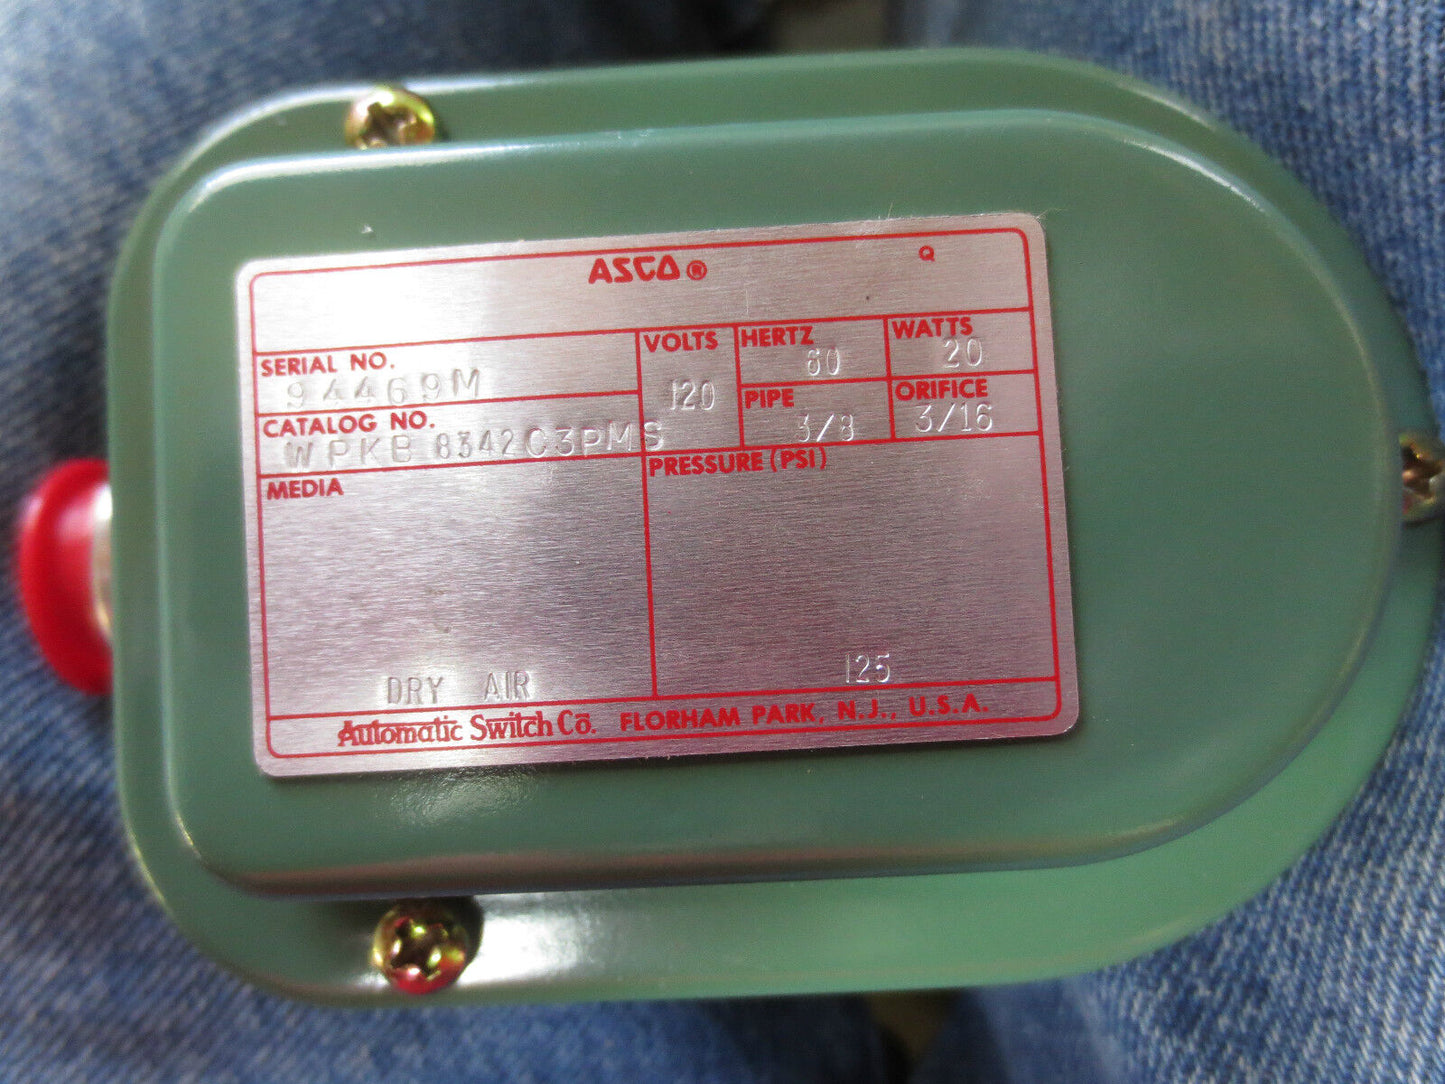 ASCO® Q
SERIAL NO. 94469M
CATALOG NO. WPKB 8342C3PMS
VOLTS 120
HERTZ 60
WATTS 20
PIPE 3/8
ORIFICE 3/16
MEDIA DRY AIR
PRESSURE (PSI) 125
Automatic Switch Co. FLORHAM PARK, N.J., U.S.A.